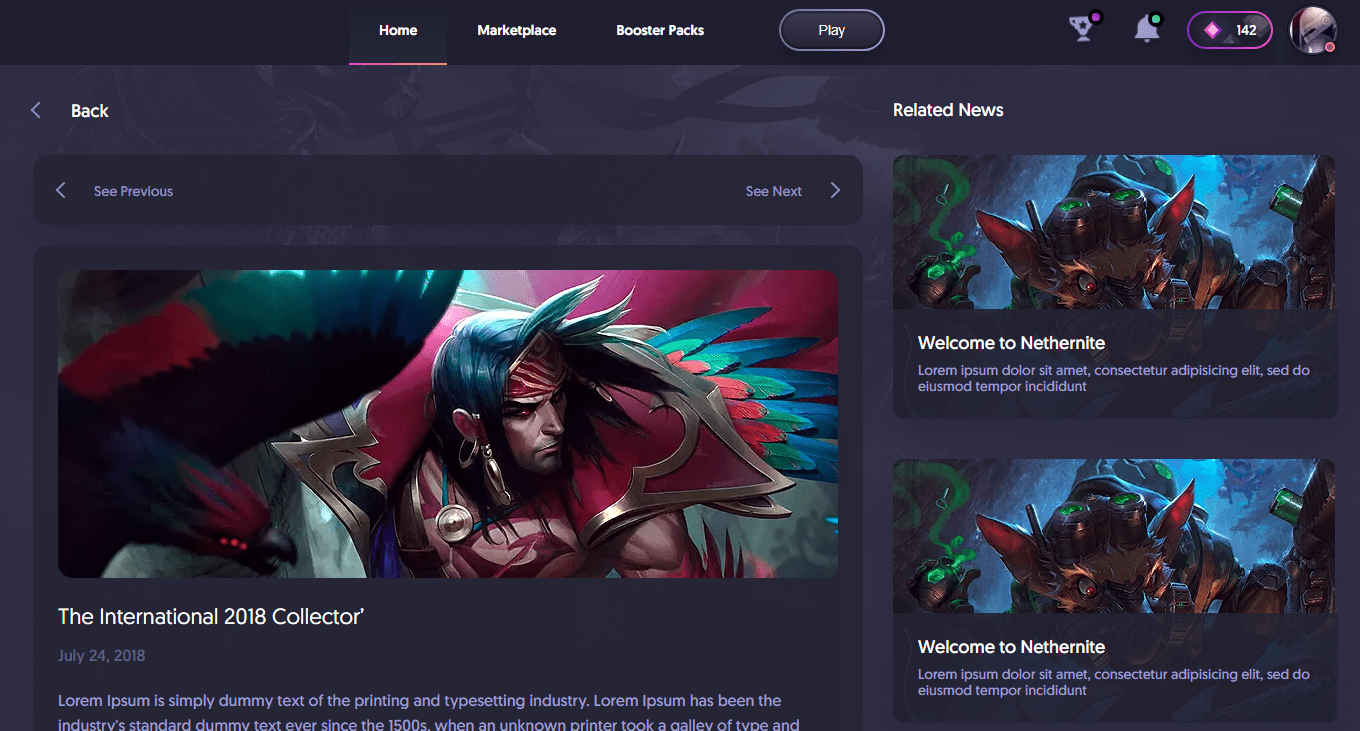 Home
Marketplace
Booster Packs
Play
142
Back
See Previous
See Next
The International 2018 Collector’
July 24, 2018
Lorem Ipsum is simply dummy text of the printing and typesetting industry. Lorem Ipsum has been the
industry's standard dummy text ever since the 1500s, when an unknown printer took a galley of type and
Related News
Welcome to Nethernite
Lorem ipsum dolor sit amet, consectetur adipisicing elit, sed do
eiusmod tempor incididunt
Welcome to Nethernite
Lorem ipsum dolor sit amet, consectetur adipisicing elit, sed do
eiusmod tempor incididunt